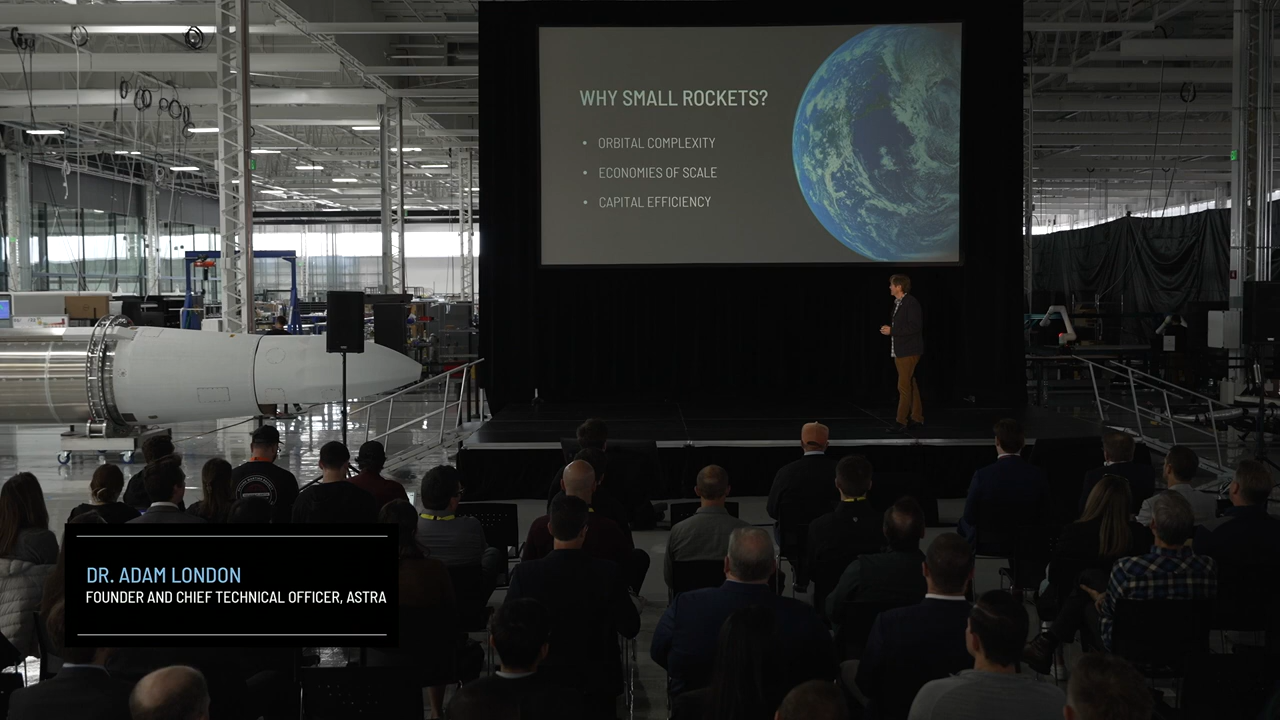 WHY SMALL ROCKETS?
• ORBITAL COMPLEXITY
• ECONOMIES OF SCALE
• CAPITAL EFFICIENCY
DR. ADAM LONDON
FOUNDER AND CHIEF TECHNICAL OFFICER, ASTRA